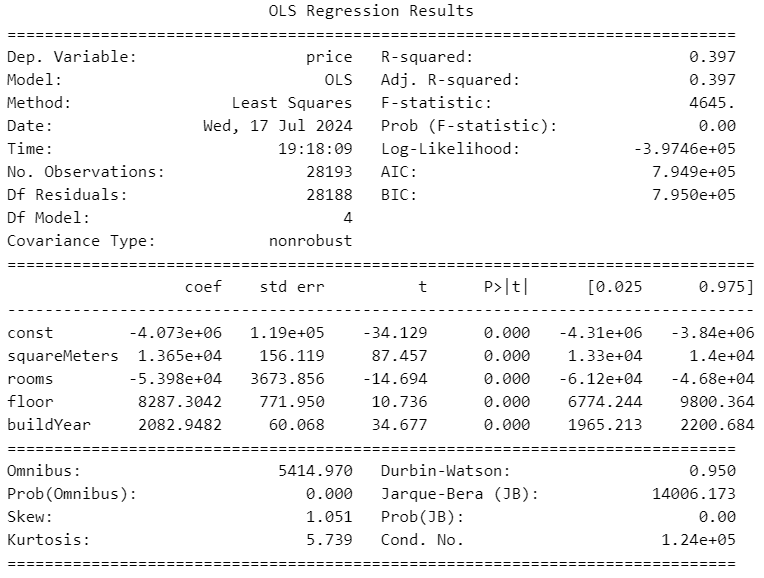 OLS Regression Results
==============================================================================
Dep. Variable:                  price   R-squared:                       0.397
Model:                            OLS   Adj. R-squared:                  0.397
Method:                 Least Squares   F-statistic:                     4645.
Date:                Wed, 17 Jul 2024   Prob (F-statistic):               0.00
Time:                        19:18:09   Log-Likelihood:            -3.9746e+05
No. Observations:               28193   AIC:                         7.949e+05
Df Residuals:                   28188   BIC:                         7.950e+05
Df Model:                           4
Covariance Type:            nonrobust
================================================================================
                   coef    std err          t      P>|t|      [0.025      0.975]
--------------------------------------------------------------------------------
const        -4.073e+06   1.19e+05    -34.129      0.000   -4.31e+06   -3.84e+06
squareMeters  1.365e+04    156.119     87.457      0.000    1.33e+04     1.4e+04
rooms        -5.398e+04   3673.856    -14.694      0.000   -6.12e+04   -4.68e+04
floor         8287.3042    771.950     10.736      0.000    6774.244    9800.364
buildYear     2082.9482     60.068     34.677      0.000    1965.213    2200.684
==============================================================================
Omnibus:                     5414.970   Durbin-Watson:                   0.950
Prob(Omnibus):                  0.000   Jarque-Bera (JB):            14006.173
Skew:                           1.051   Prob(JB):                         0.00
Kurtosis:                       5.739   Cond. No.                     1.24e+05
==============================================================================